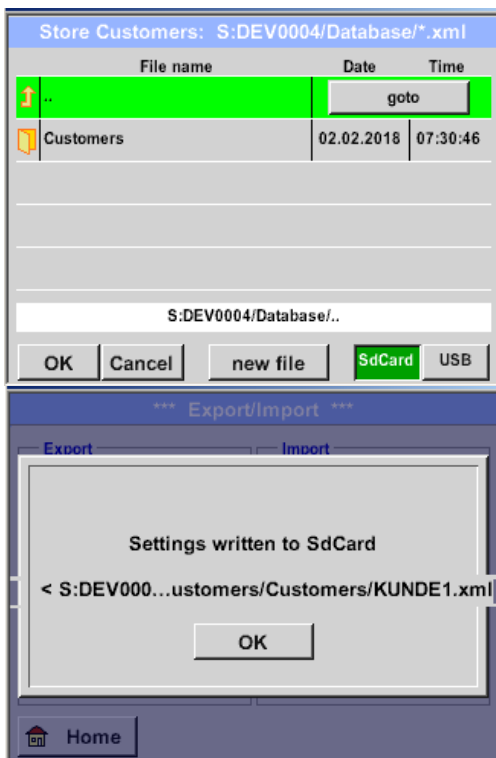 Store Customers: S:DEV0004/Database/*.xml
File name Date Time
.. goto
Customers 02.02.2018 07:30:46
S:DEV0004/Database/..
OK Cancel new file SdCard USB
*** Export/Import ***
Export Import
Settings written to SdCard
< S:DEV000...ustomers/Customers/KUNDE1.xml
OK
Home